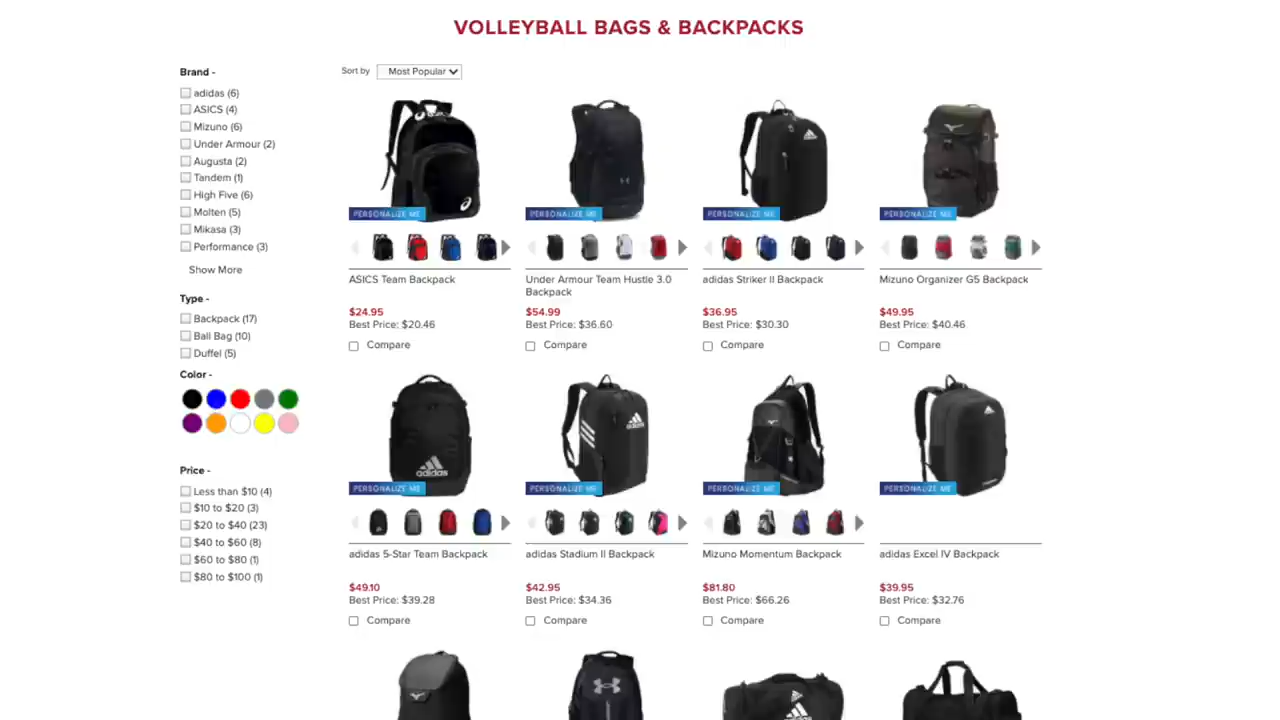 VOLLEYBALL BAGS & BACKPACKS
Brand -
adidas (6)
ASICS (4)
Mizuno (6)
Under Armour (2)
Augusta (2)
Tandem (1)
High Five (6)
Molten (5)
Mikasa (3)
Performance (3)
Show More
Type -
Backpack (17)
Ball Bag (10)
Duffel (5)
Color -
Price -
Less than $10 (4)
$10 to $20 (3)
$20 to $40 (23)
$40 to $60 (8)
$60 to $80 (1)
$80 to $100 (1)
Sort by Most Popular
PERSONALIZE ME
ASICS Team Backpack
$24.95
Best Price: $20.46
Compare
PERSONALIZE ME
Under Armour Team Hustle 3.0
Backpack
$54.99
Best Price: $36.60
Compare
PERSONALIZE ME
adidas Striker II Backpack
$36.95
Best Price: $30.30
Compare
PERSONALIZE ME
Mizuno Organizer G5 Backpack
$49.95
Best Price: $40.46
Compare
adidas
PERSONALIZE ME
adidas 5-Star Team Backpack
$49.10
Best Price: $39.28
Compare
adidas
PERSONALIZE ME
adidas Stadium II Backpack
$42.95
Best Price: $34.36
Compare
PERSONALIZE ME
Mizuno Momentum Backpack
$81.80
Best Price: $66.26
Compare
PERSONALIZE ME
adidas Excel IV Backpack
$39.95
Best Price: $32.76
Compare